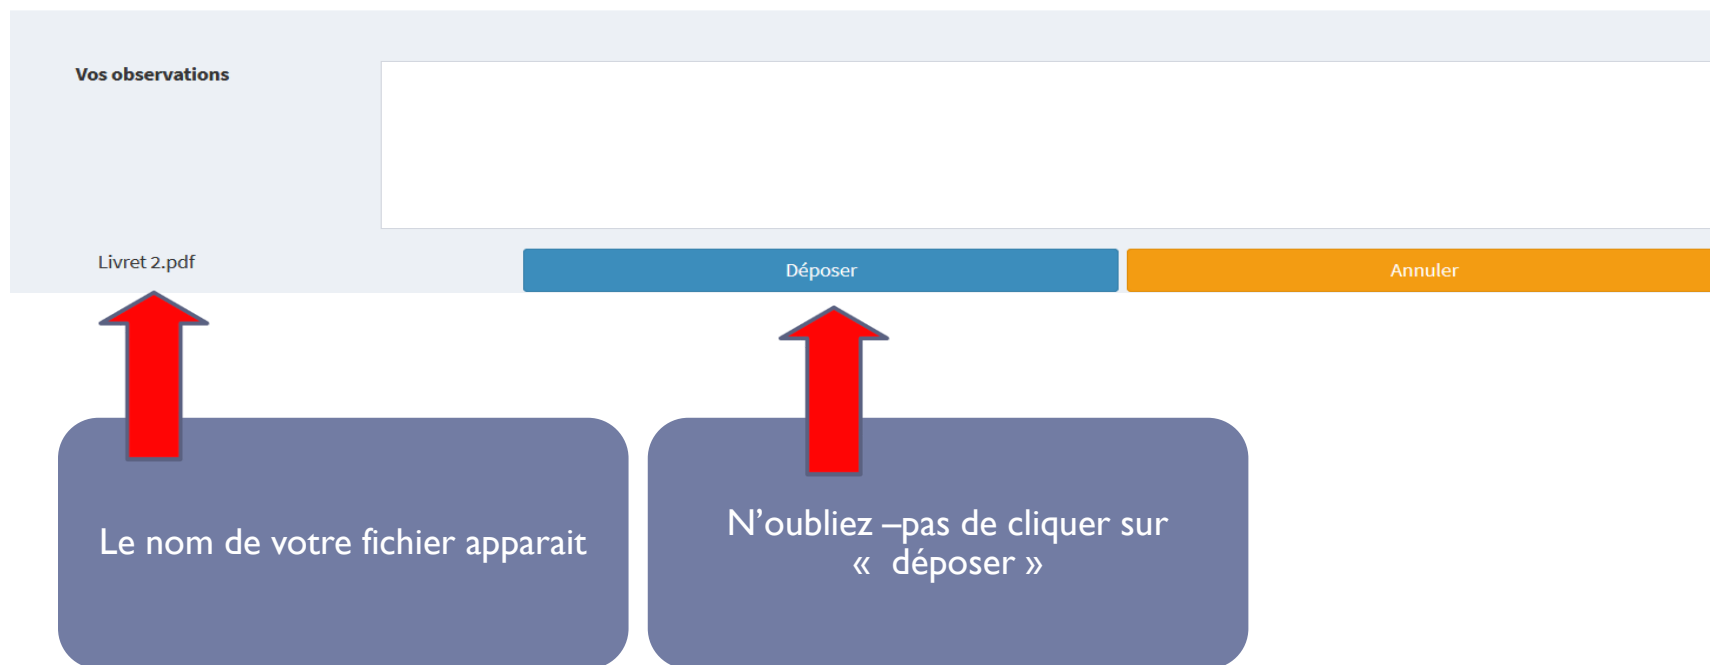 Vos observations
Livret 2.pdf
Déposer
Annuler
Le nom de votre fichier apparait
N’oubliez –pas de cliquer sur
«  déposer »